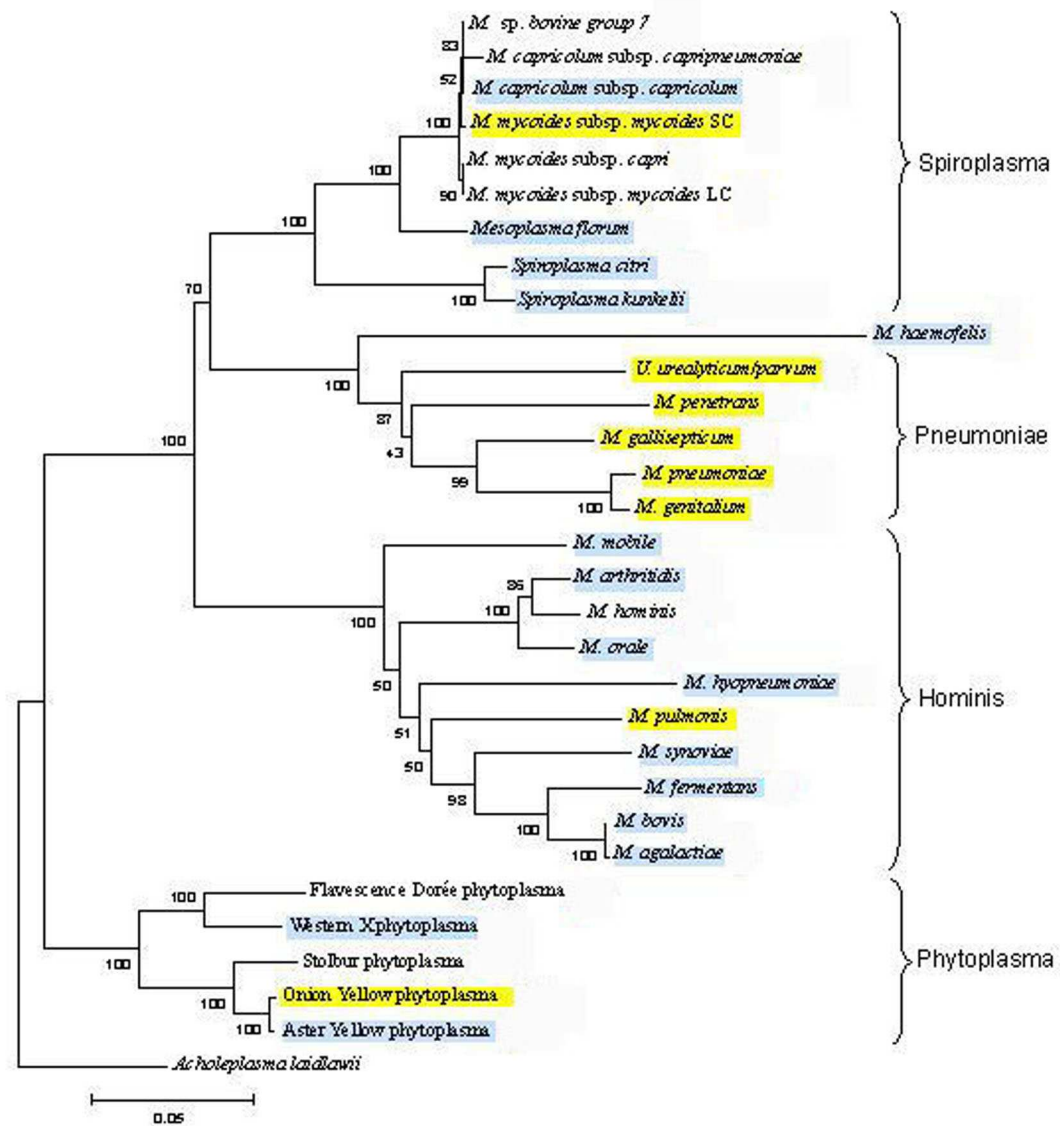 M. sp. bovine group 7
83
M. capricolum subsp. capripneumoniae
52
M. capricolum subsp. capricolum
100
M. mycoides subsp. mycoides SC
M. mycoides subsp. capri
90
M. mycoides subsp. mycoides LC
Spiroplasma
100
100
Mesoplasma florum
Spiroplasma citri
100
Spiroplasma kunkelii
70
M. haemofelis
100
U. urealyticum/parvum
87
M. penetrans
43
M. gallisepticum
Pneumoniae
99
M. pneumoniae
100
M. genitalium
100
M. mobile
86
M. arthritidis
100
M. hominis
100
M. orale
50
M. hyopneumoniae
Hominis
51
M. pulmonis
50
M. synoviae
98
M. fermentans
100
M. bovis
100
M. agalactiae
100
Flavescence Dorée phytoplasma
Western X phytoplasma
100
Stolbur phytoplasma
Phytoplasma
100
Onion Yellow phytoplasma
100
Aster Yellow phytoplasma
Acholeplasma laidlawii
0.05